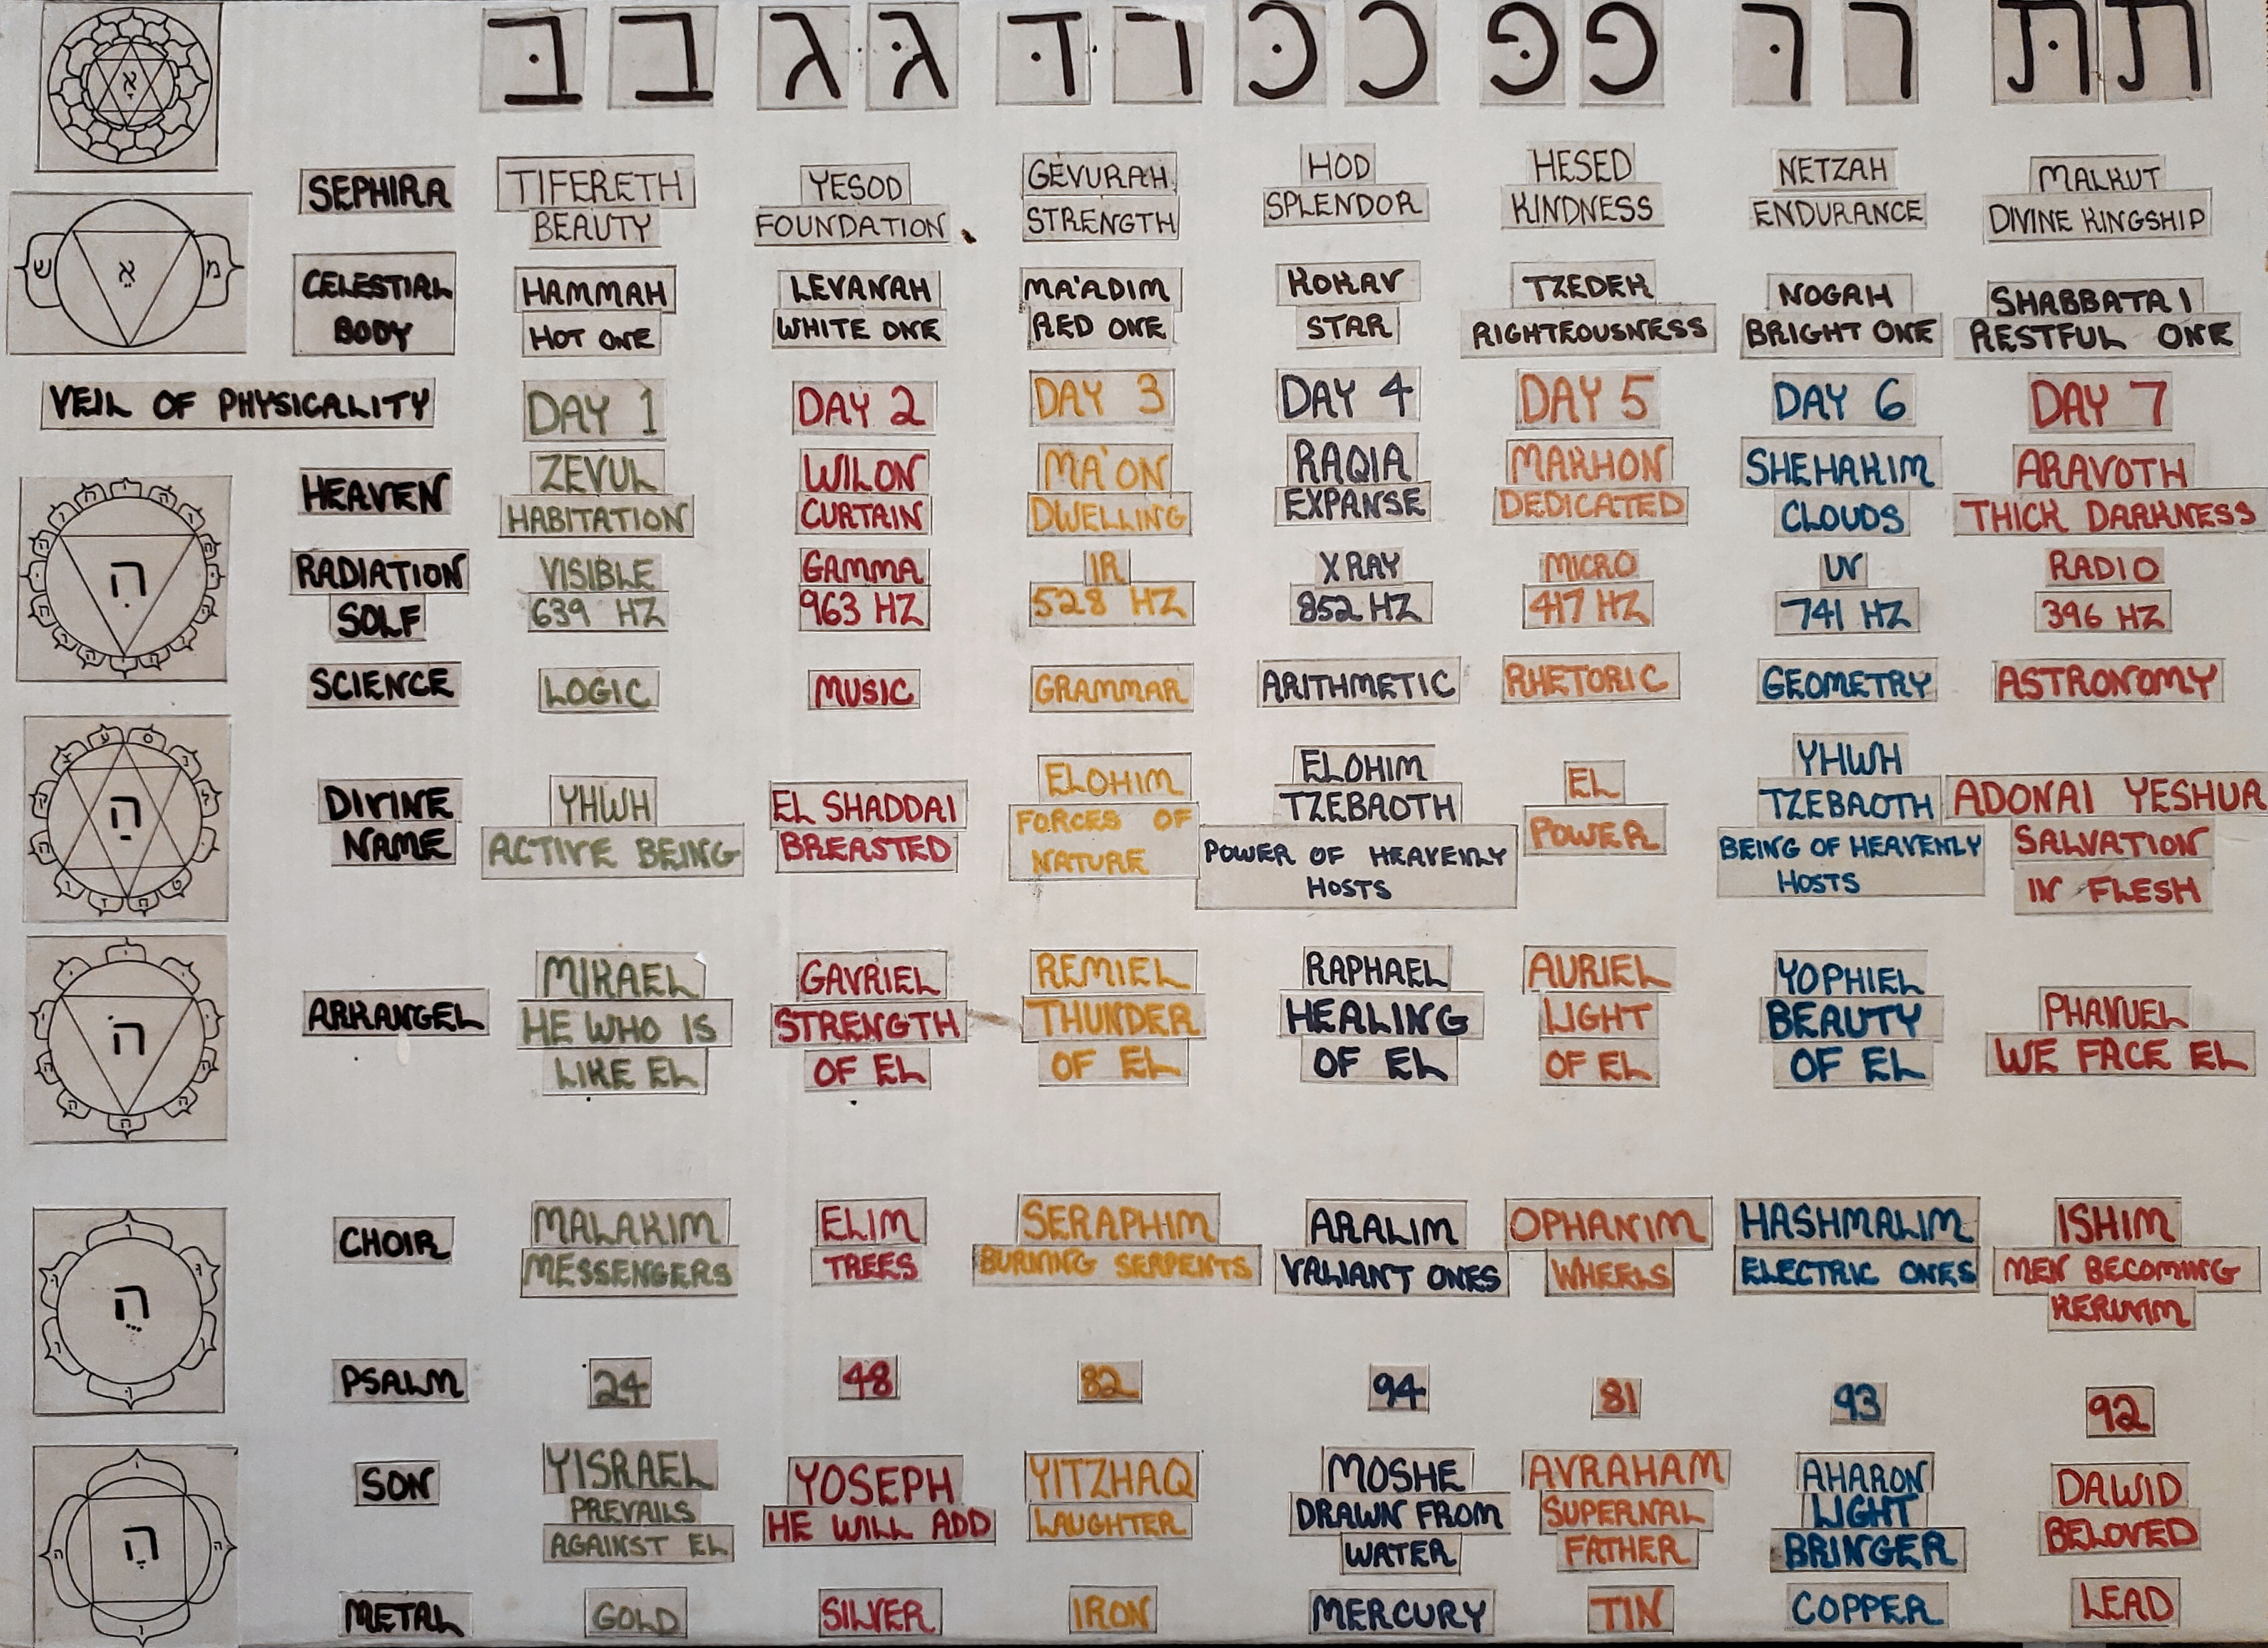 בּ ב ג גּ דּ ד כּ כ פּ פ רּ ר תּ ת
SEPHIRA
TIFERETH
BEAUTY
YESOD
FOUNDATION
GEVURAH
STRENGTH
HOD
SPLENDOR
HESED
KINDNESS
NETZAH
ENDURANCE
MALKUT
DIVINE KINGSHIP
CELESTIAL
BODY
HAMMAH
HOT ONE
LEVANAH
WHITE ONE
MA'ADIM
RED ONE
KOKAV
STAR
TZEDEK
RIGHTEOUSNESS
NOGAH
BRIGHT ONE
SHABBATAI
RESTFUL ONE
VEIL OF PHYSICALITY
DAY 1
DAY 2
DAY 3
DAY 4
DAY 5
DAY 6
DAY 7
HEAVEN
ZEVUL
HABITATION
WILON
CURTAIN
MA'ON
DWELLING
RAQIA
EXPANSE
MAKHON
DEDICATED
SHEHAKIM
CLOUDS
ARAVOTH
THICK DARKNESS
RADIATION
SOLF
VISIBLE
639 HZ
GAMMA
963 HZ
IR
528 HZ
X RAY
852 HZ
MICRO
417 HZ
UV
741 HZ
RADIO
396 HZ
SCIENCE
LOGIC
MUSIC
GRAMMAR
ARITHMETIC
RHETORIC
GEOMETRY
ASTRONOMY
DIVINE
NAME
YHWH
ACTIVE BEING
EL SHADDAI
BREASTED
ELOHIM
FORCES OF
NATURE
ELOHIM
TZEBAOTH
POWER OF HEAVENLY
HOSTS
EL
POWER
YHWH
TZEBAOTH
BEING OF HEAVENLY
HOSTS
ADONAI YESHUA
SALVATION
IN FLESH
ARKANGEL
MIKAEL
HE WHO IS
LIKE EL
GAVRIEL
STRENGTH
OF EL
REMIEL
THUNDER
OF EL
RAPHAEL
HEALING
OF EL
AURIEL
LIGHT
OF EL
YOPHIEL
BEAUTY
OF EL
PHANUEL
WE FACE EL
CHOIR
MALAKIM
MESSENGERS
ELIM
TREES
SERAPHIM
BURNING SERPENTS
ARALIM
VALIANT ONES
OPHANIM
WHEELS
HASHMALIM
ELECTRIC ONES
ISHIM
MEN BECOMING
KERUVIM
PSALM
24
48
82
94
81
93
92
SON
YISRAEL
PREVAILS
AGAINST EL
YOSEPH
HE WILL ADD
YITZHAQ
LAUGHTER
MOSHE
DRAWN FROM
WATER
AVRAHAM
SUPERNAL
FATHER
AHARON
LIGHT
BRINGER
DAWID
BELOVED
METAL
GOLD
SILVER
IRON
MERCURY
TIN
COPPER
LEAD